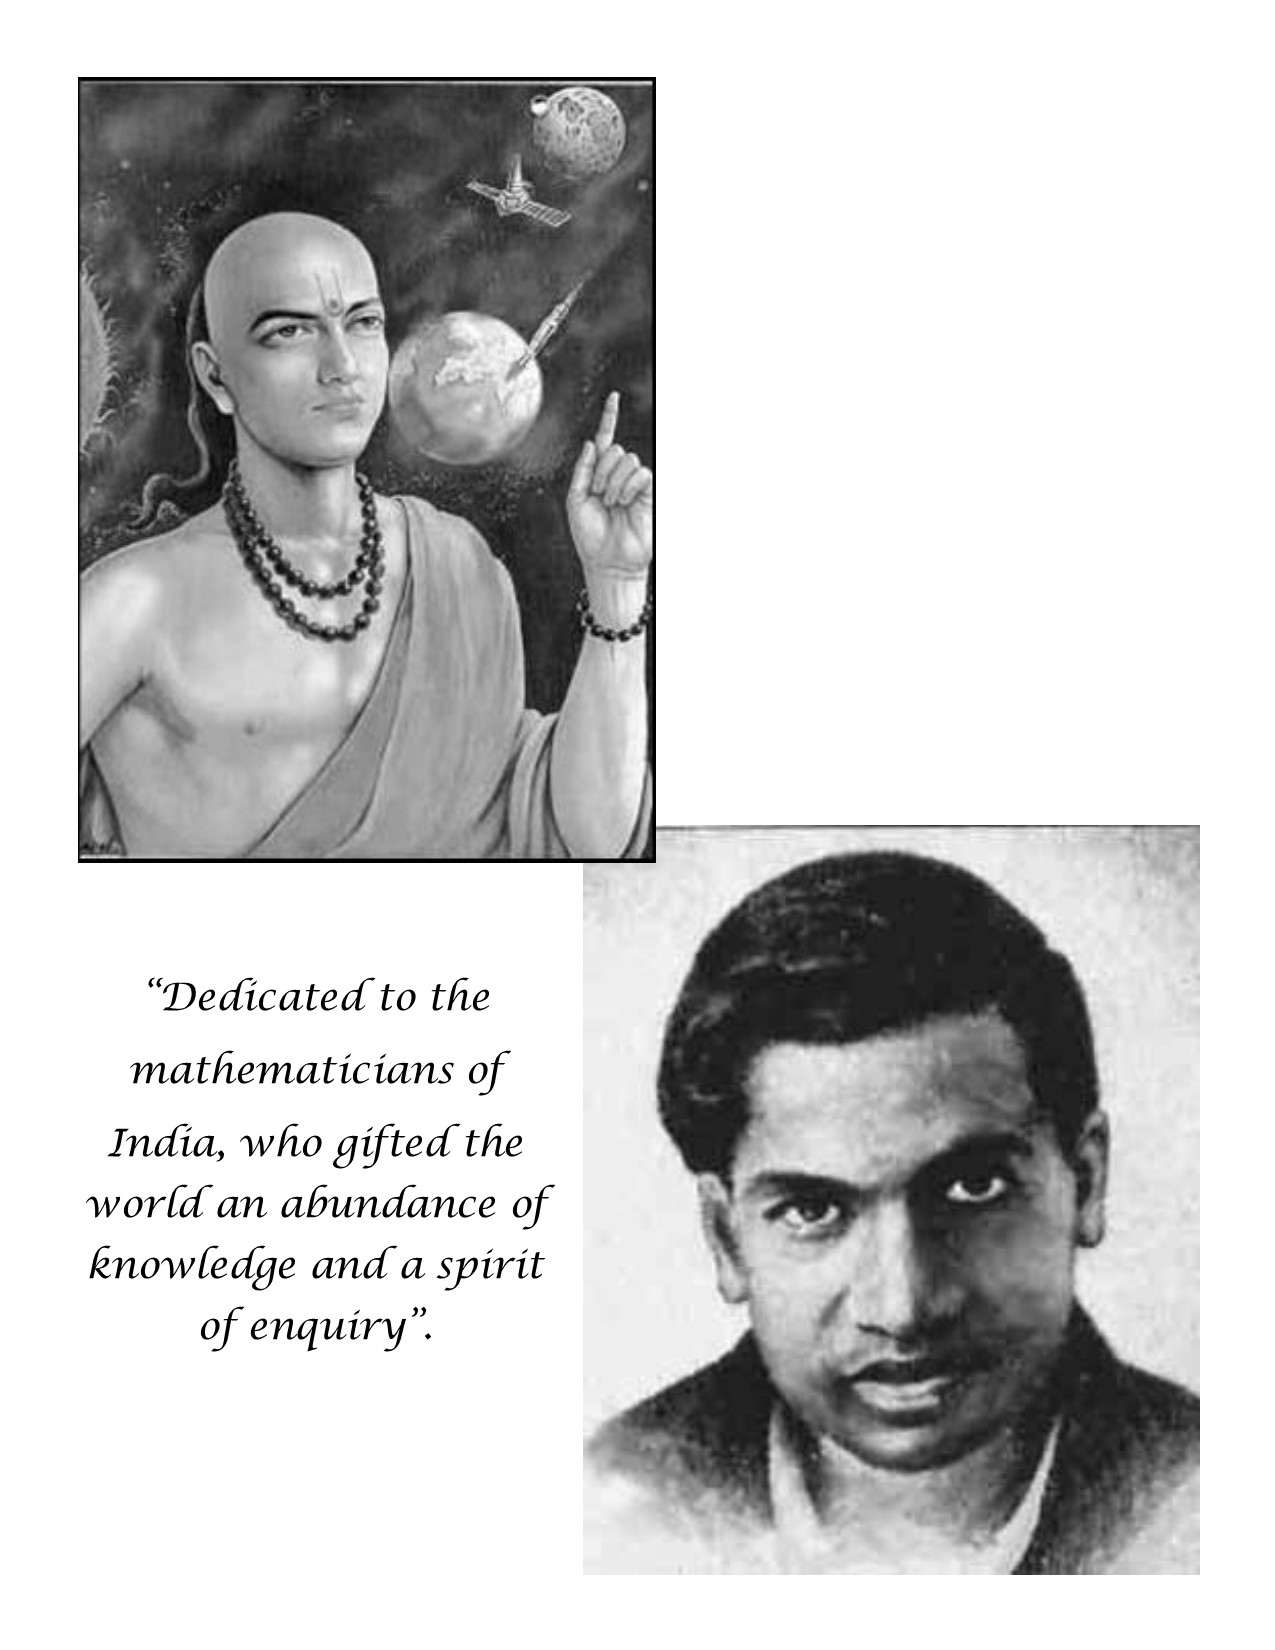 “Dedicated to the
mathematicians of
India, who gifted the
world an abundance of
knowledge and a spirit
of enquiry”.